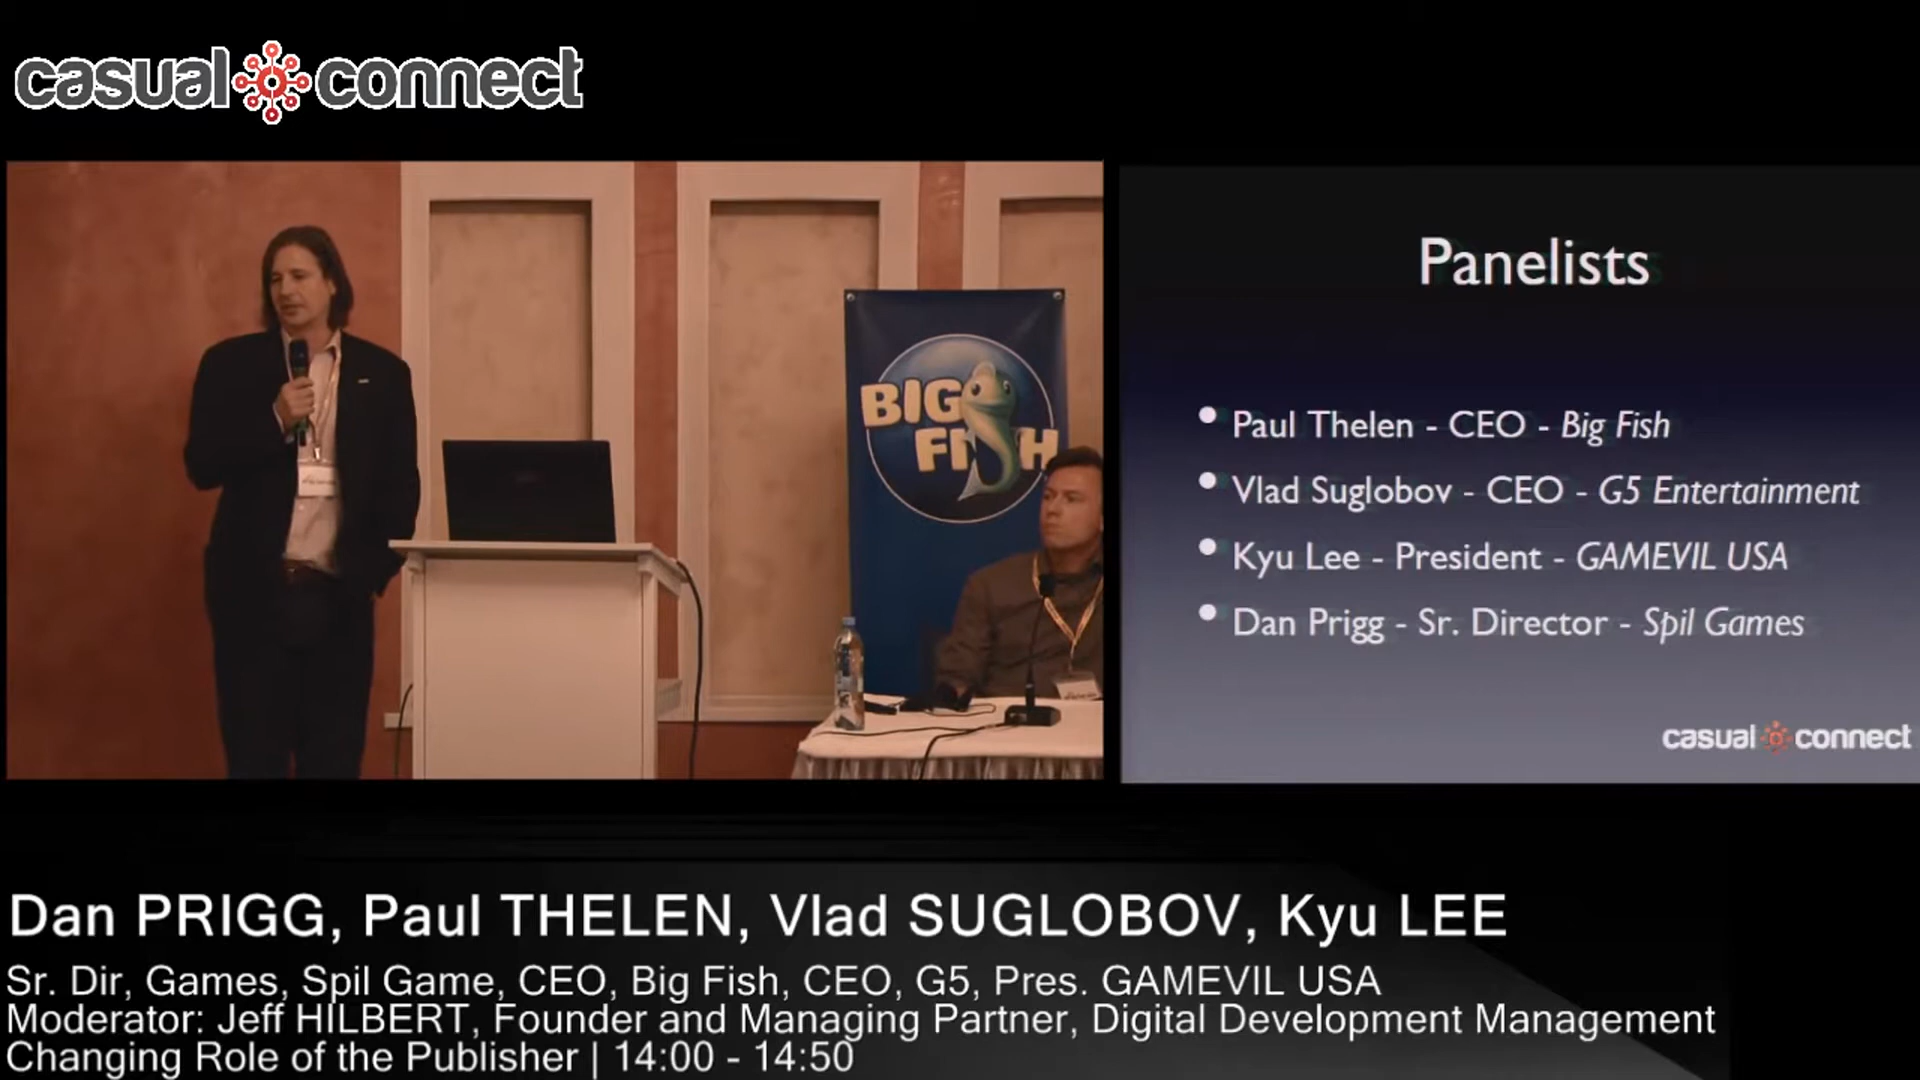 casual connect
BIG
FISH
Panelists
• Paul Thelen - CEO - Big Fish
• Vlad Suglobov - CEO - G5 Entertainment
• Kyu Lee - President - GAMEVIL USA
• Dan Prigg - Sr. Director - Spil Games
casual connect
Dan PRIGG, Paul THELEN, Vlad SUGLOBOV, Kyu LEE
Sr. Dir, Games, Spil Game, CEO, Big Fish, CEO, G5, Pres. GAMEVIL USA
Moderator: Jeff HILBERT, Founder and Managing Partner, Digital Development Management
Changing Role of the Publisher | 14:00 - 14:50